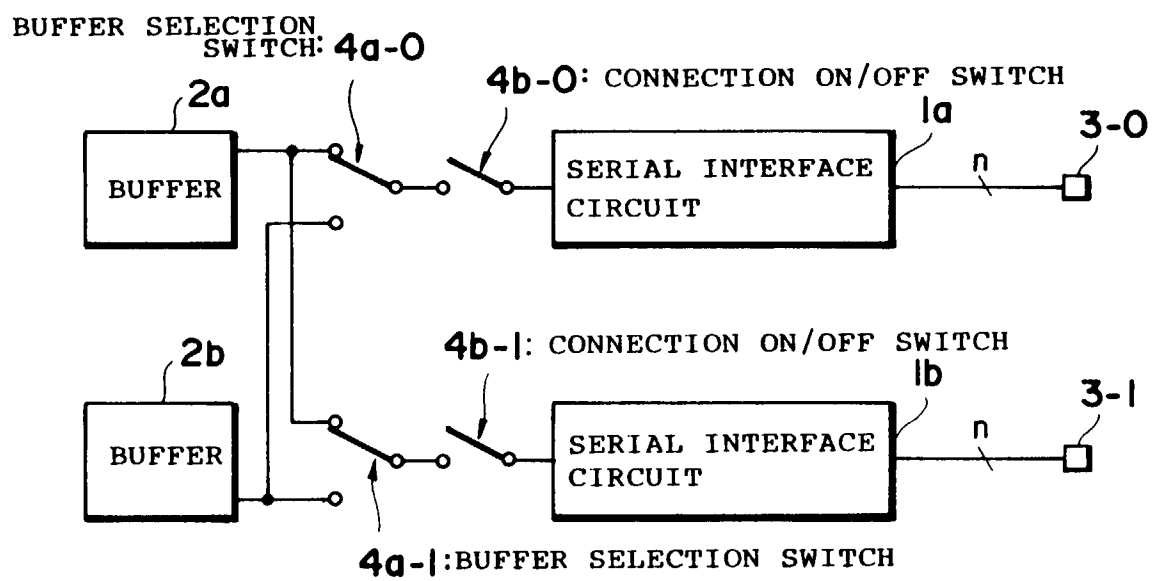 BUFFER SELECTION
SWITCH: 4a-0
4b-0: CONNECTION ON/OFF SWITCH
2a
1a
3-0
BUFFER
SERIAL INTERFACE
CIRCUIT
n
4b-1: CONNECTION ON/OFF SWITCH
2b
1b
3-1
BUFFER
SERIAL INTERFACE
CIRCUIT
n
4a-1:BUFFER SELECTION SWITCH